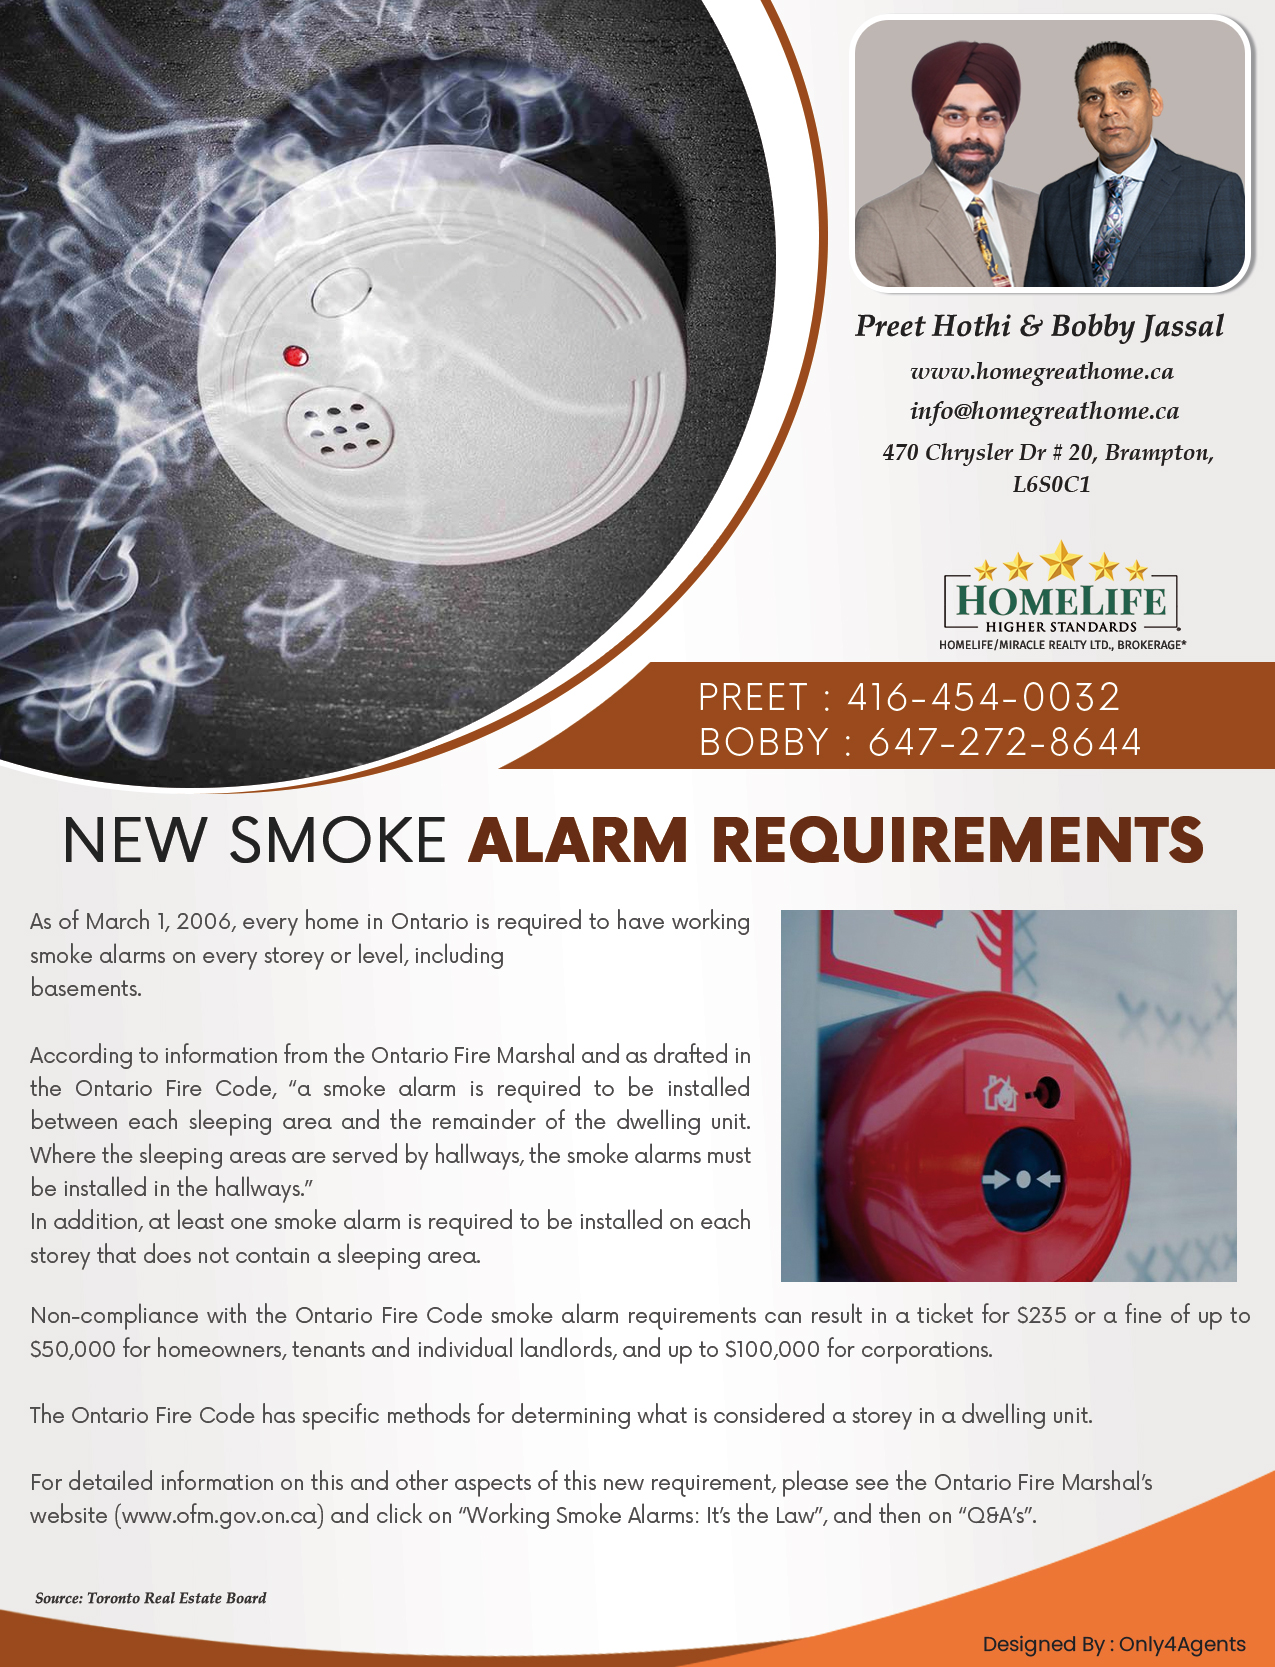 Preet Hothi & Bobby Jassal
www.homegreathome.ca
info@homegreathome.ca
470 Chrysler Dr # 20, Brampton,
L6S0C1
HOMELIFE
HIGHER STANDARDS
HOMELIFE/MIRACLE REALTY LTD., BROKERAGE*
PREET : 416-454-0032
BOBBY : 647-272-8644
NEW SMOKE ALARM REQUIREMENTS
As of March 1, 2006, every home in Ontario is required to have working
smoke alarms on every storey or level, including
basements.
According to information from the Ontario Fire Marshal and as drafted in
the Ontario Fire Code, “a smoke alarm is required to be installed
between each sleeping area and the remainder of the dwelling unit.
Where the sleeping areas are served by hallways, the smoke alarms must
be installed in the hallways.”
In addition, at least one smoke alarm is required to be installed on each
storey that does not contain a sleeping area.
Non-compliance with the Ontario Fire Code smoke alarm requirements can result in a ticket for $235 or a fine of up to
$50,000 for homeowners, tenants and individual landlords, and up to $100,000 for corporations.
The Ontario Fire Code has specific methods for determining what is considered a storey in a dwelling unit.
For detailed information on this and other aspects of this new requirement, please see the Ontario Fire Marshal’s
website (www.ofm.gov.on.ca) and click on “Working Smoke Alarms: It’s the Law”, and then on “Q&A’s”.
Source: Toronto Real Estate Board
Designed By : Only4Agents